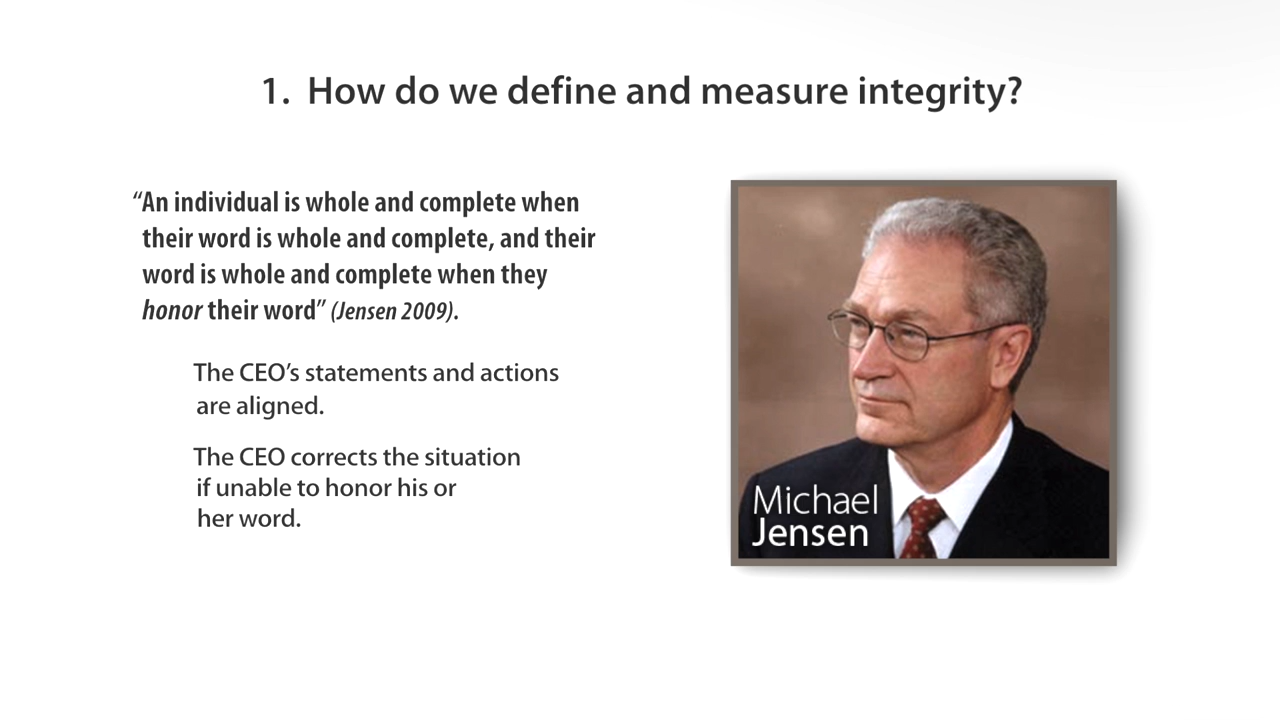 1. How do we define and measure integrity?
“An individual is whole and complete when
their word is whole and complete, and their
word is whole and complete when they
honor their word” (Jensen 2009).
The CEO’s statements and actions
are aligned.
The CEO corrects the situation
if unable to honor his or
her word.
Michael
Jensen